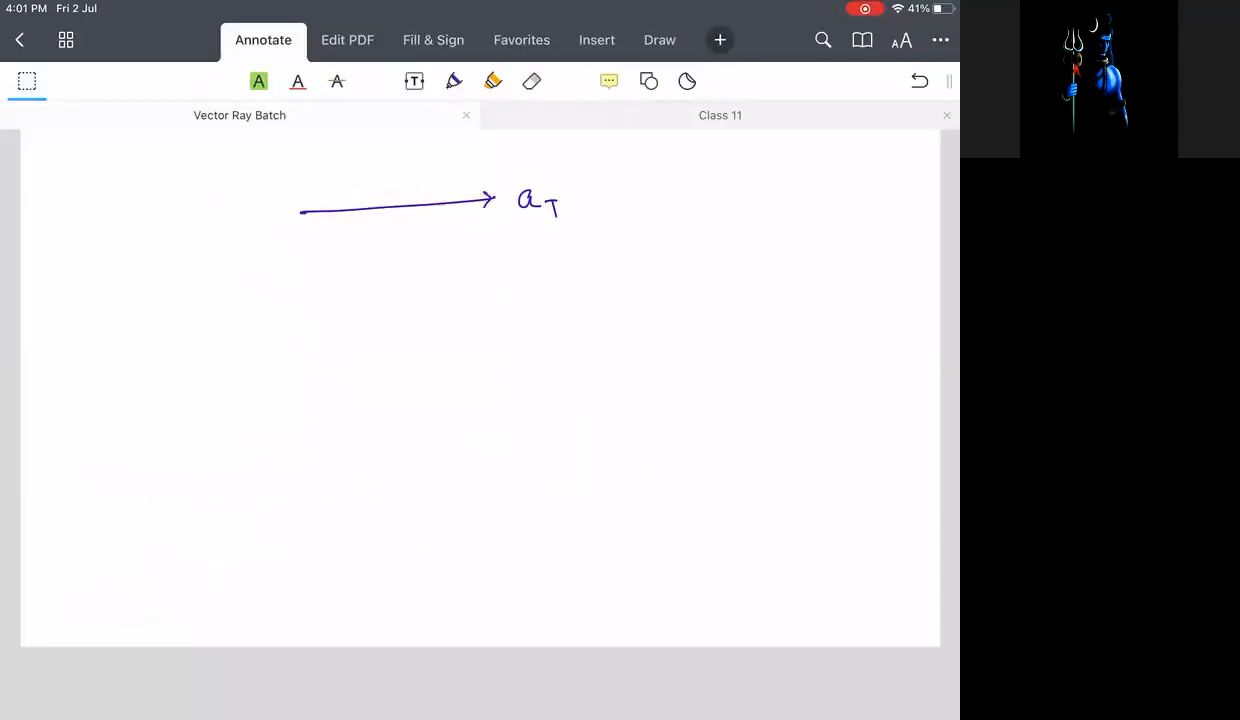 4:01 PM Fri 2 Jul 41%
Annotate Edit PDF Fill & Sign Favorites Insert Draw
Vector Ray Batch Class 11
a_T